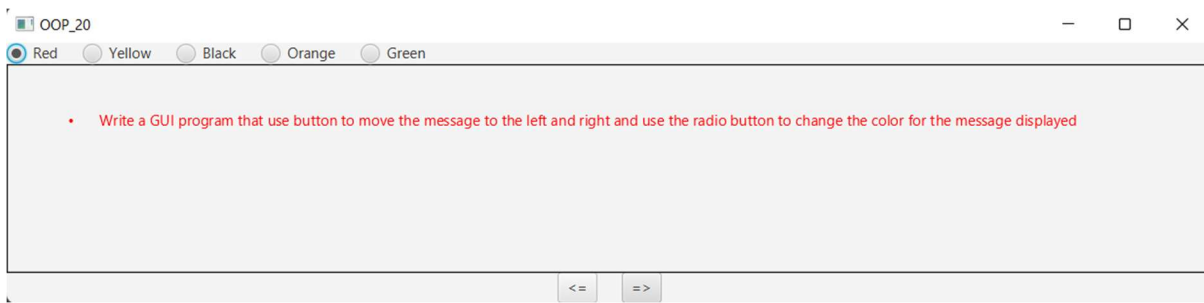 OOP_20
Red Yellow Black Orange Green
• Write a GUI program that use button to move the message to the left and right and use the radio button to change the color for the message displayed
<= =>